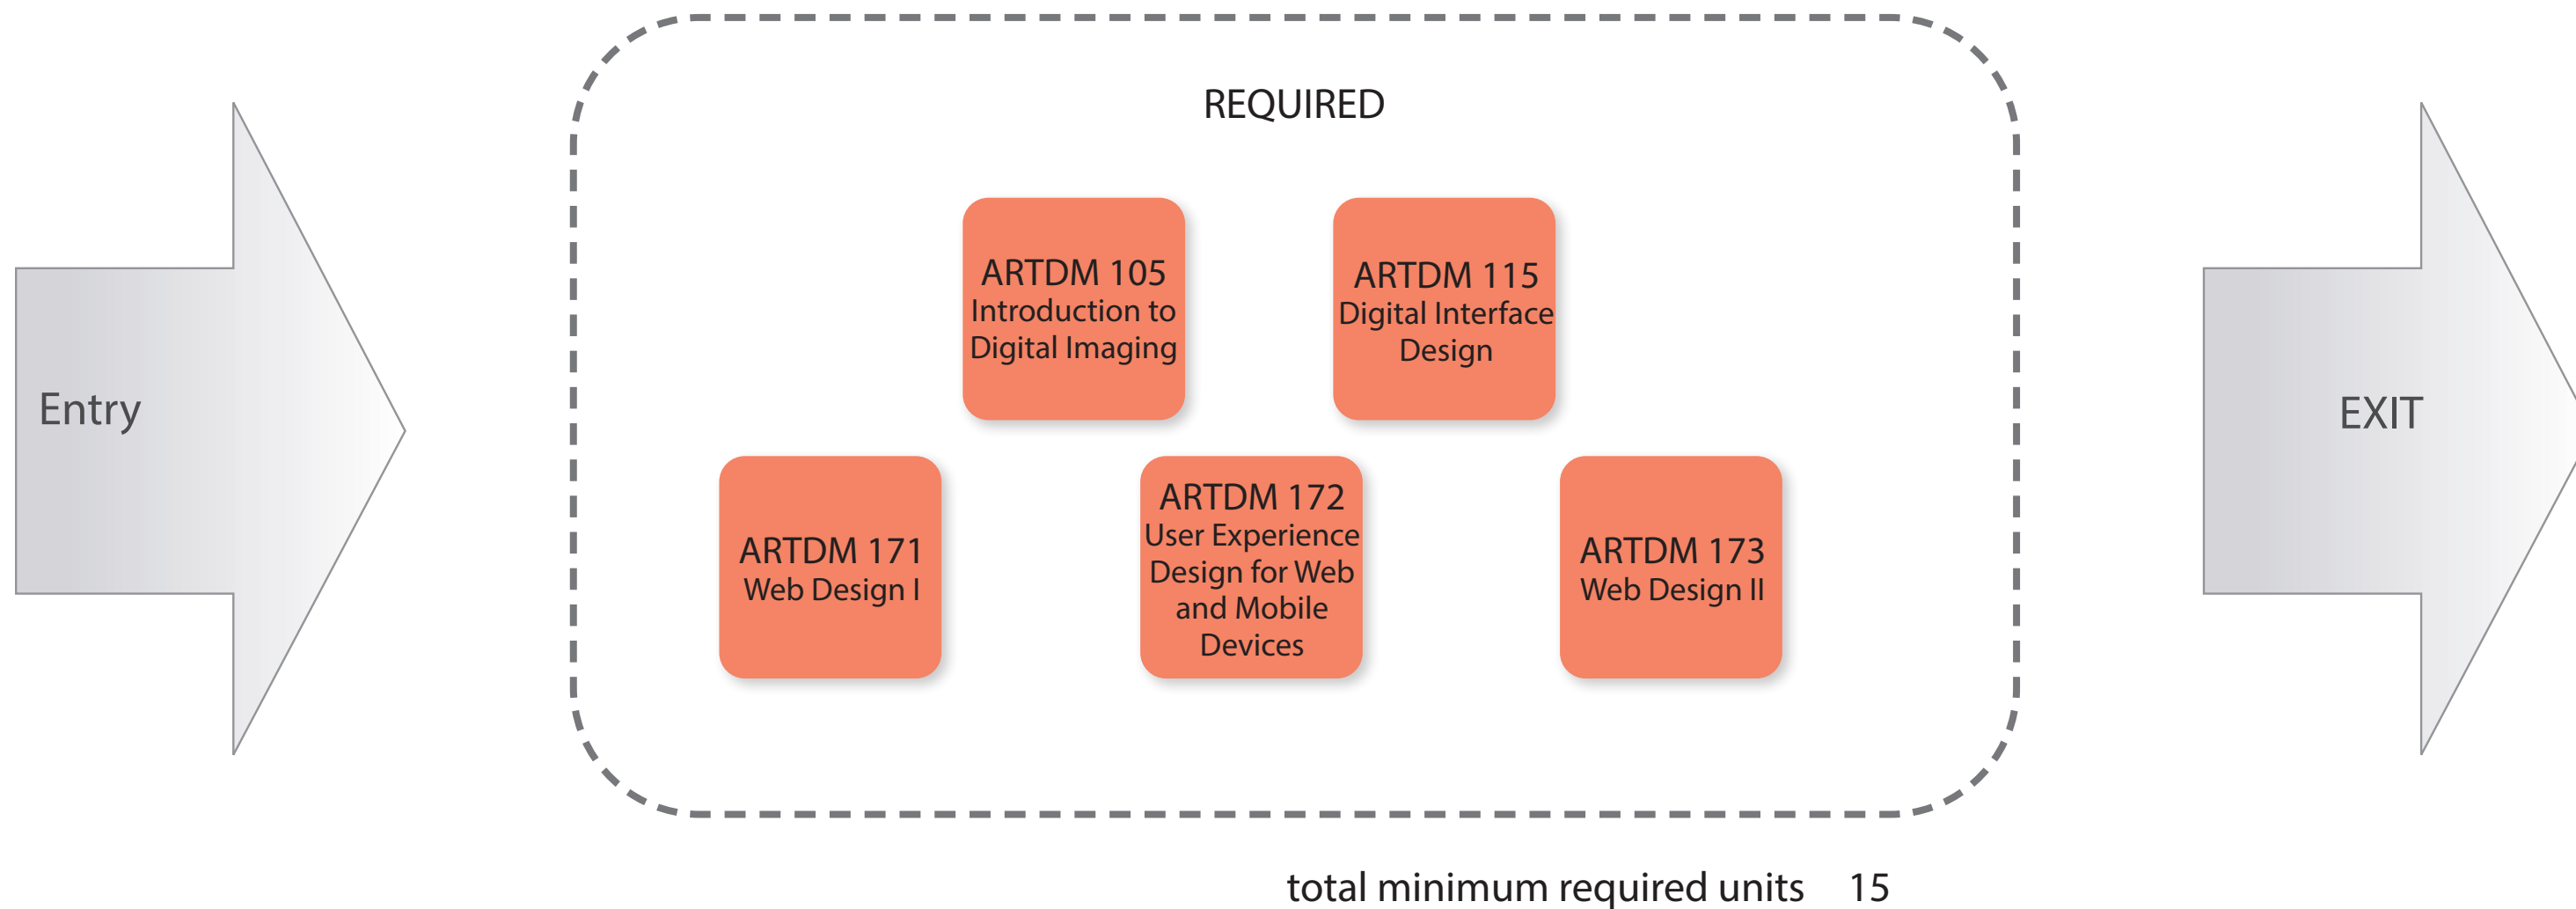 REQUIRED
ARTDM 105
Introduction to
Digital Imaging
ARTDM 115
Digital Interface
Design
Entry
EXIT
ARTDM 171
Web Design I
ARTDM 172
User Experience
Design for Web
and Mobile
Devices
ARTDM 173
Web Design II
total minimum required units 15